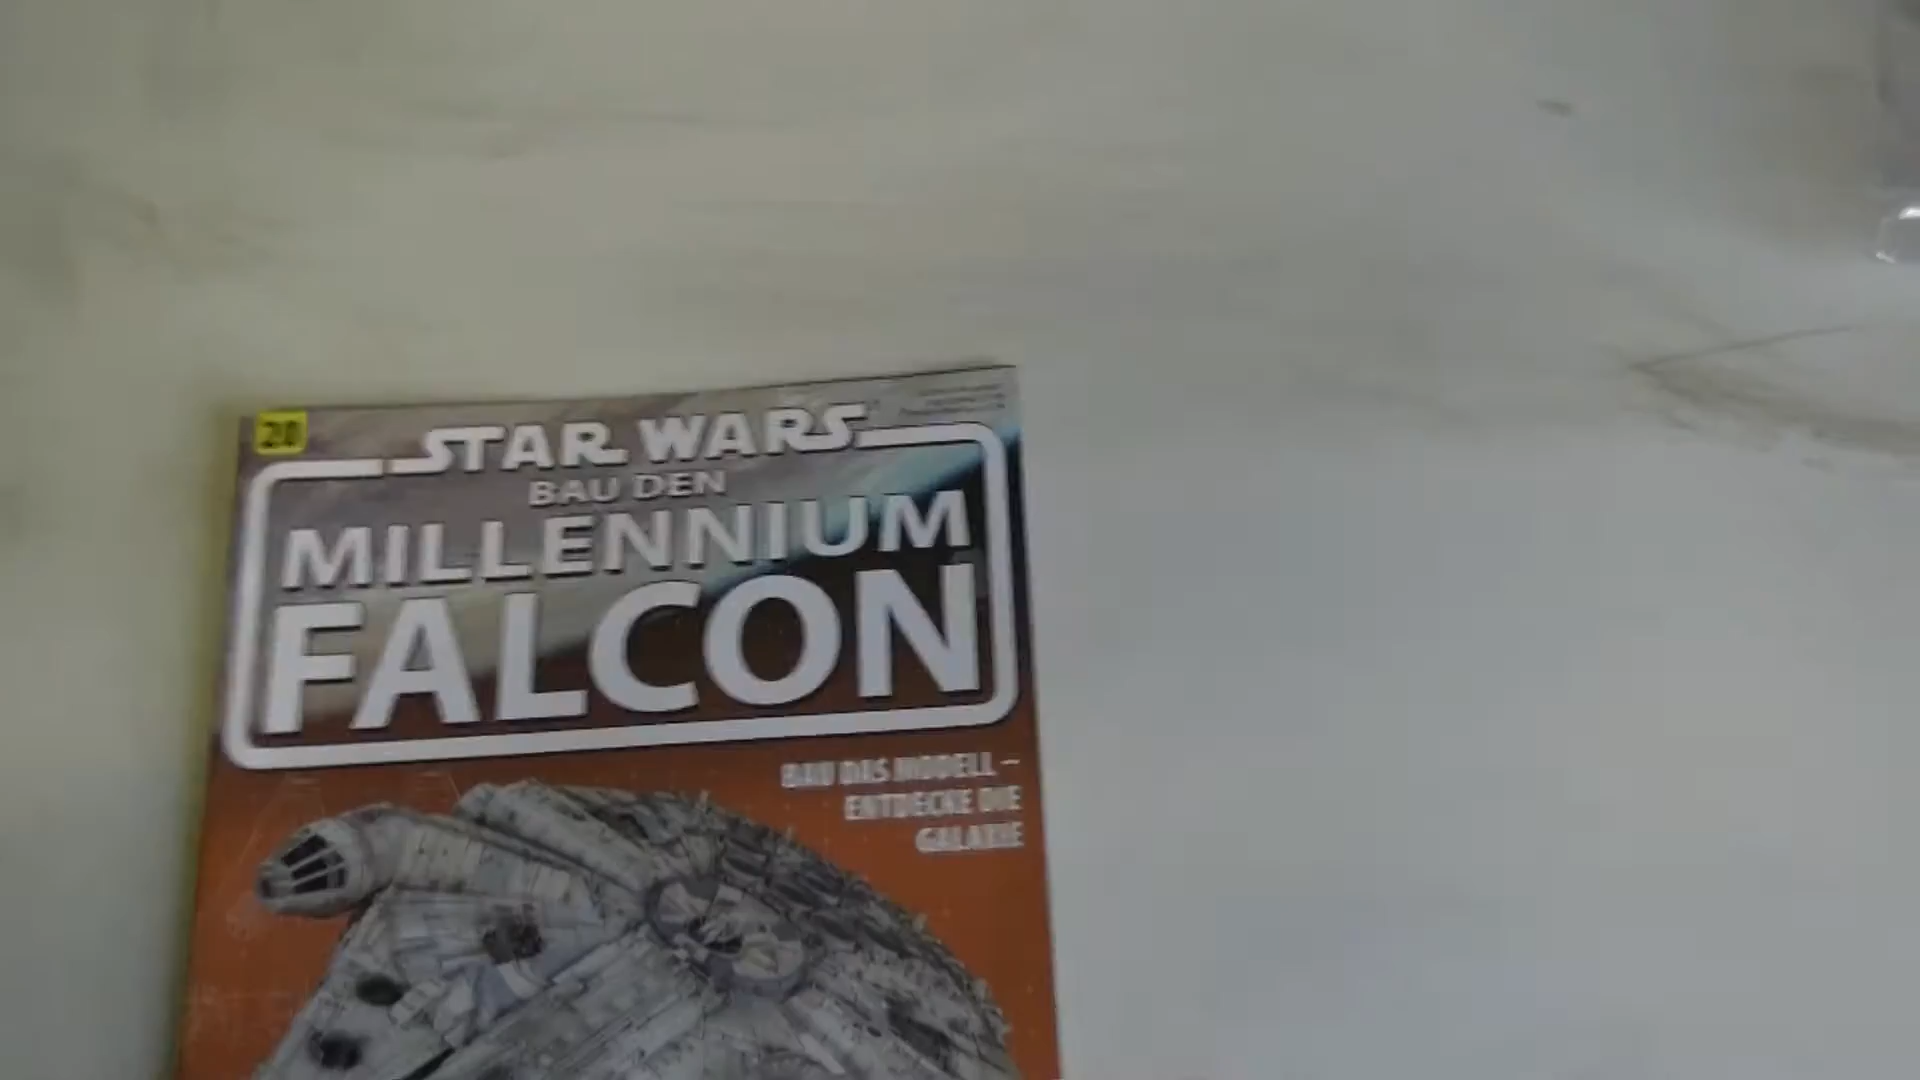 20
STAR WARS
BAU DEN
MILLENNIUM
FALCON
BAU DAS MODELL –
ENTDECKE DIE
GALAXIE